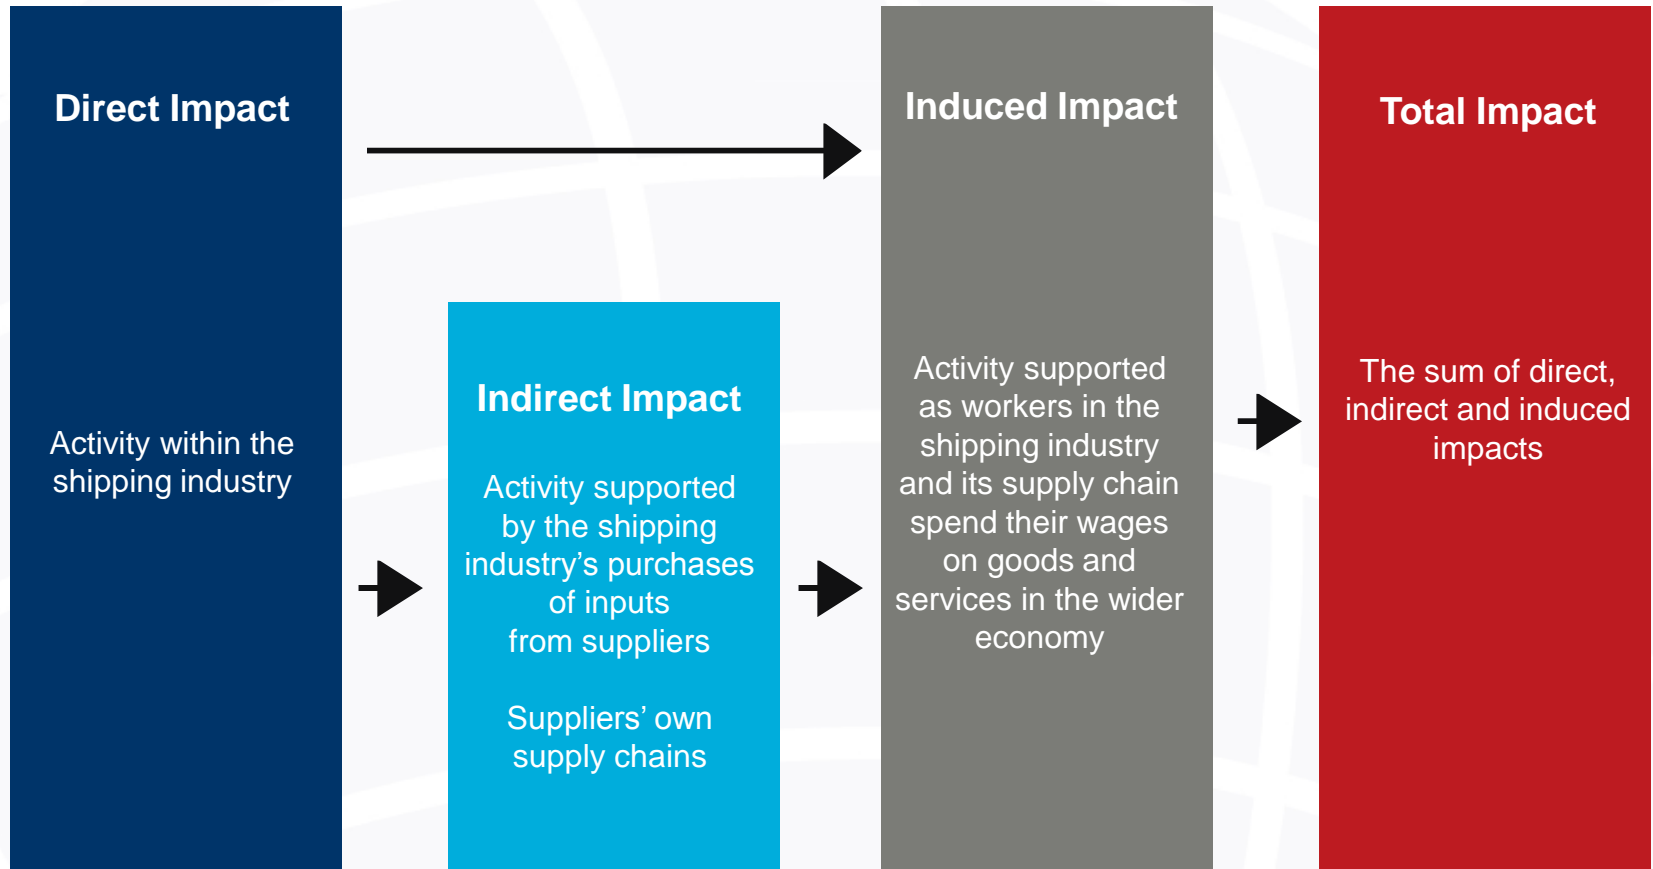 Direct Impact
Activity within the
shipping industry
Indirect Impact
Activity supported
by the shipping
industry’s purchases
of inputs
from suppliers
Suppliers’ own
supply chains
Induced Impact
Activity supported
as workers in the
shipping industry
and its supply chain
spend their wages
on goods and
services in the wider
economy
Total Impact
The sum of direct,
indirect and induced
impacts